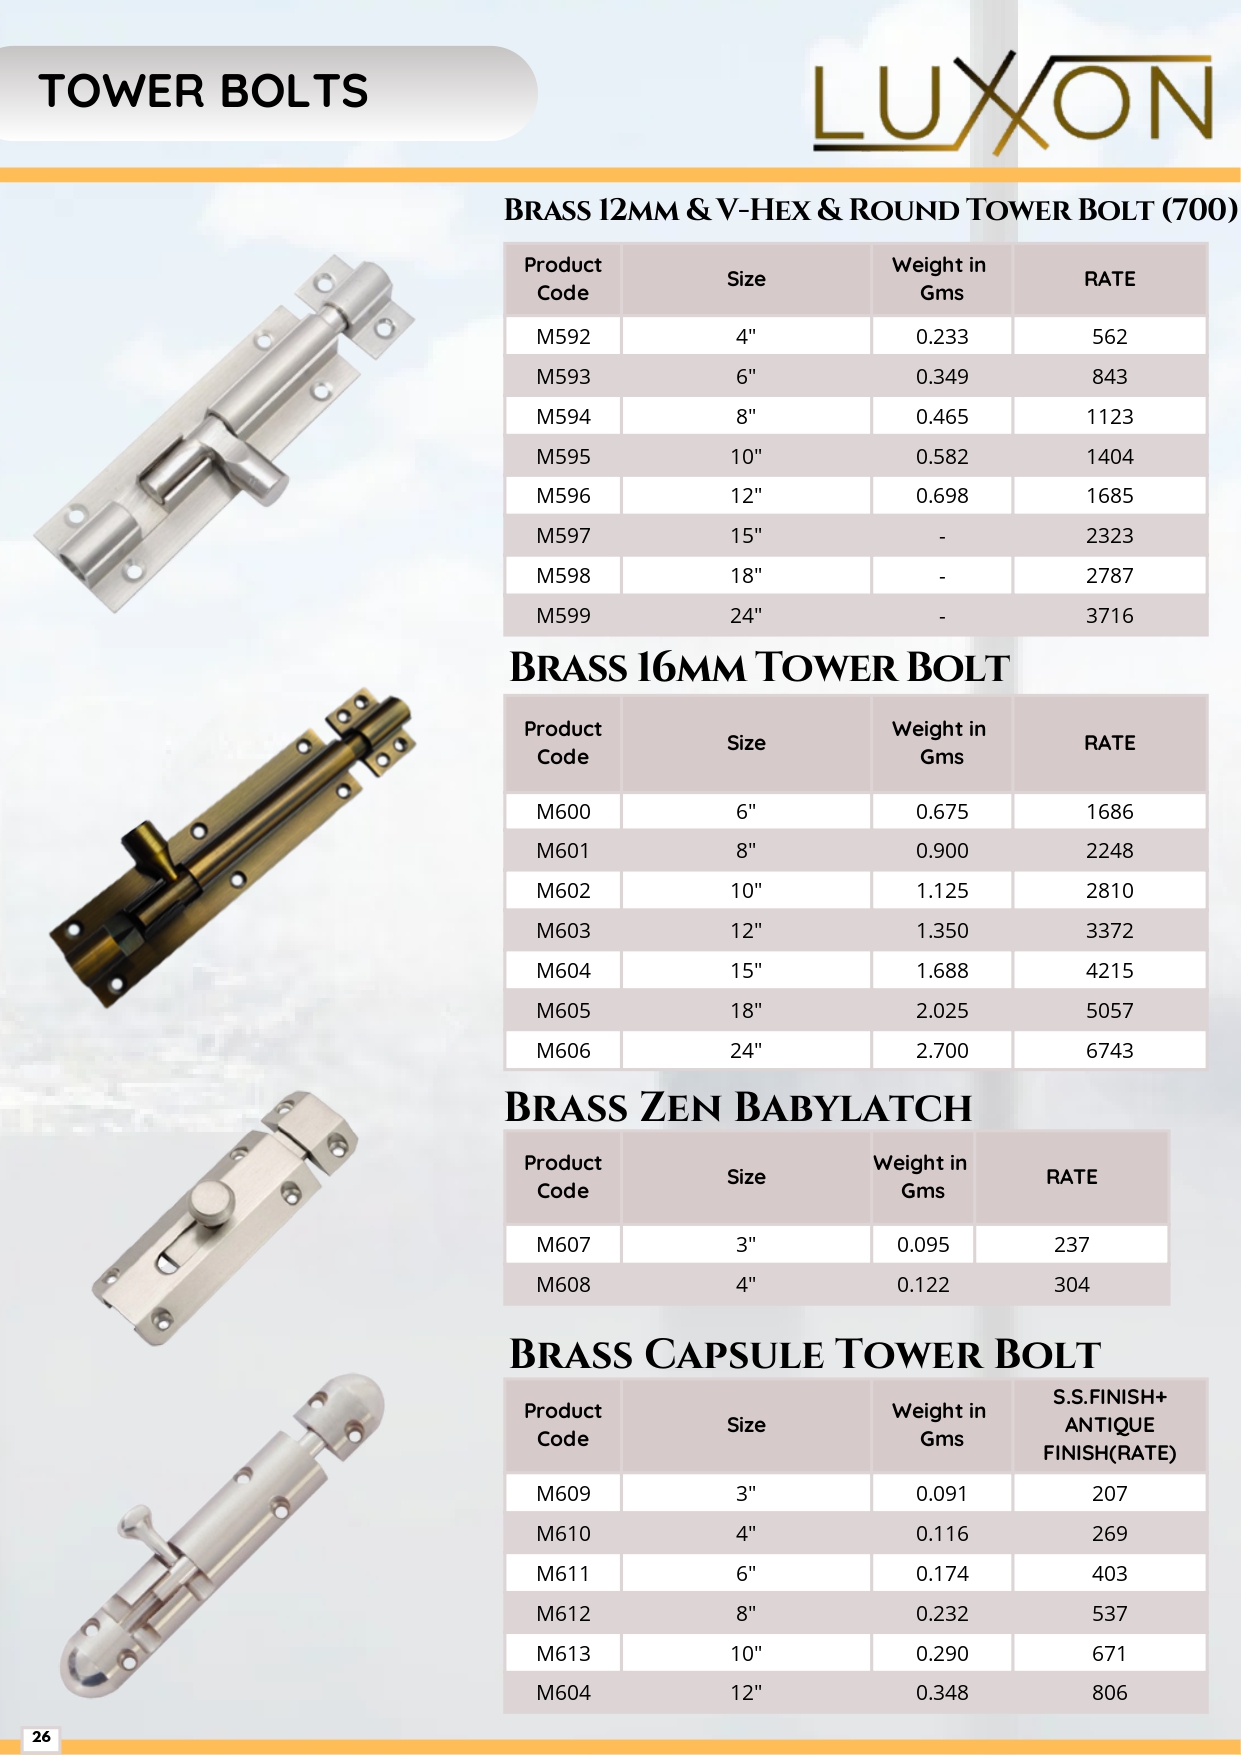 TOWER BOLTS
LUXXON
BRASS 12MM & V-HEX & ROUND TOWER BOLT (700)
Product Code Size Weight in Gms RATE
M592 4" 0.233 562
M593 6" 0.349 843
M594 8" 0.465 1123
M595 10" 0.582 1404
M596 12" 0.698 1685
M597 15" - 2323
M598 18" - 2787
M599 24" - 3716
BRASS 16MM TOWER BOLT
Product Code Size Weight in Gms RATE
M600 6" 0.675 1686
M601 8" 0.900 2248
M602 10" 1.125 2810
M603 12" 1.350 3372
M604 15" 1.688 4215
M605 18" 2.025 5057
M606 24" 2.700 6743
BRASS ZEN BABYLATCH
Product Code Size Weight in Gms RATE
M607 3" 0.095 237
M608 4" 0.122 304
BRASS CAPSULE TOWER BOLT
Product Code Size Weight in Gms S.S.FINISH+ ANTIQUE FINISH(RATE)
M609 3" 0.091 207
M610 4" 0.116 269
M611 6" 0.174 403
M612 8" 0.232 537
M613 10" 0.290 671
M604 12" 0.348 806
26